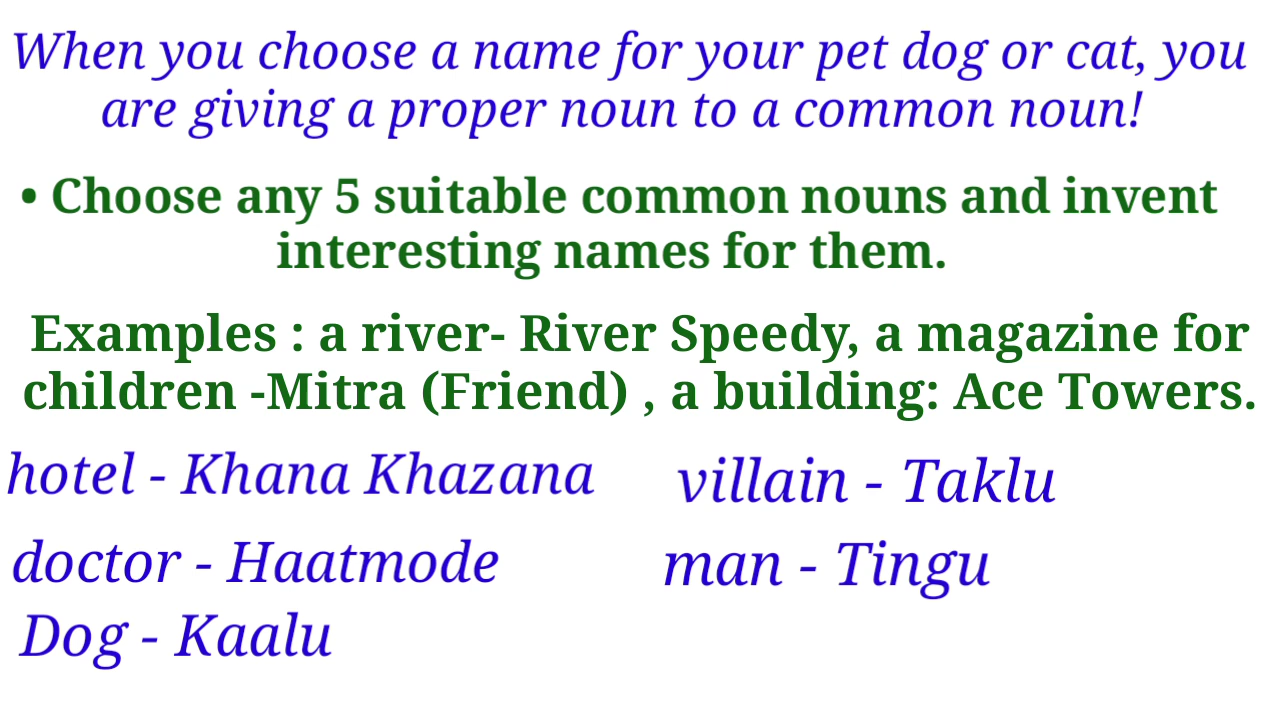 When you choose a name for your pet dog or cat, you
are giving a proper noun to a common noun!
• Choose any 5 suitable common nouns and invent
interesting names for them.
Examples : a river- River Speedy, a magazine for
children -Mitra (Friend) , a building: Ace Towers.
hotel - Khana Khazana
villain - Taklu
doctor - Haatmode
man - Tingu
Dog - Kaalu